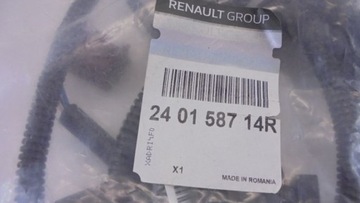 RENAULT GROUP
24 01 587 14R
X1
MADE IN ROMANIA